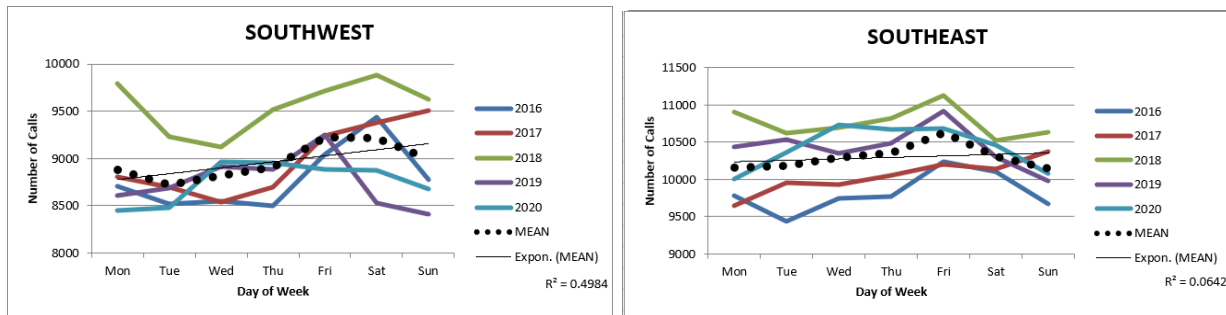 SOUTHWEST
Number of Calls
10000
9500
9000
8500
8000
Mon Tue Wed Thu Fri Sat Sun
Day of Week
2016
2017
2018
2019
2020
MEAN
Expon. (MEAN)
R² = 0.4984
SOUTHEAST
Number of Calls
11500
11000
10500
10000
9500
9000
Mon Tue Wed Thu Fri Sat Sun
Day of Week
2016
2017
2018
2019
2020
MEAN
Expon. (MEAN)
R² = 0.0642